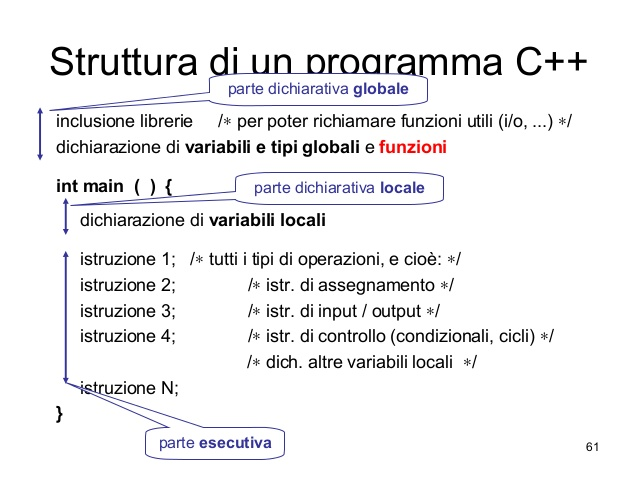 Struttura di un programma C++
parte dichiarativa globale
inclusione librerie /* per poter richiamare funzioni utili (i/o, ...) */
dichiarazione di variabili e tipi globali e funzioni
int main ( ) {
parte dichiarativa locale
dichiarazione di variabili locali
istruzione 1; /* tutti i tipi di operazioni, e cioè: */
istruzione 2; /* istr. di assegnamento */
istruzione 3; /* istr. di input / output */
istruzione 4; /* istr. di controllo (condizionali, cicli) */
/* dich. altre variabili locali */
istruzione N;
}
parte esecutiva
61